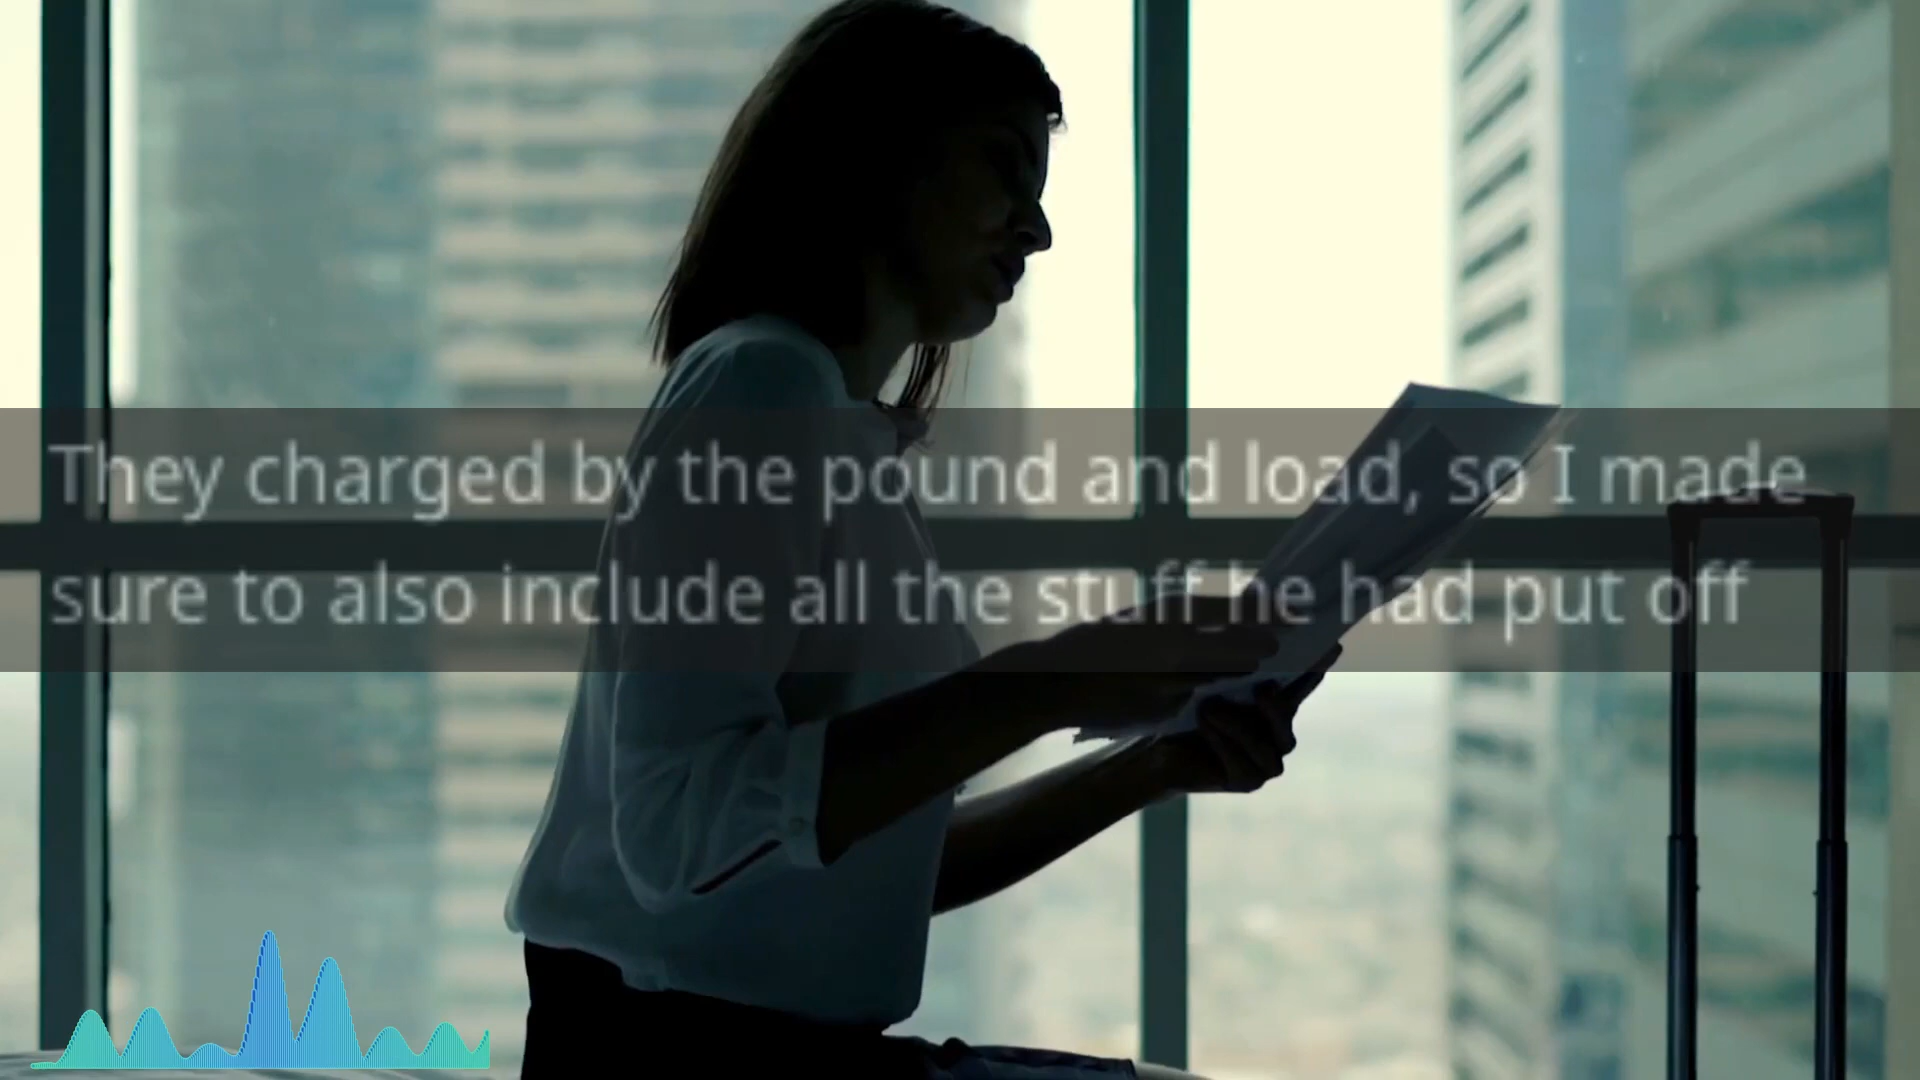 They charged by the pound and load, so I made
sure to also include all the stuff he had put off